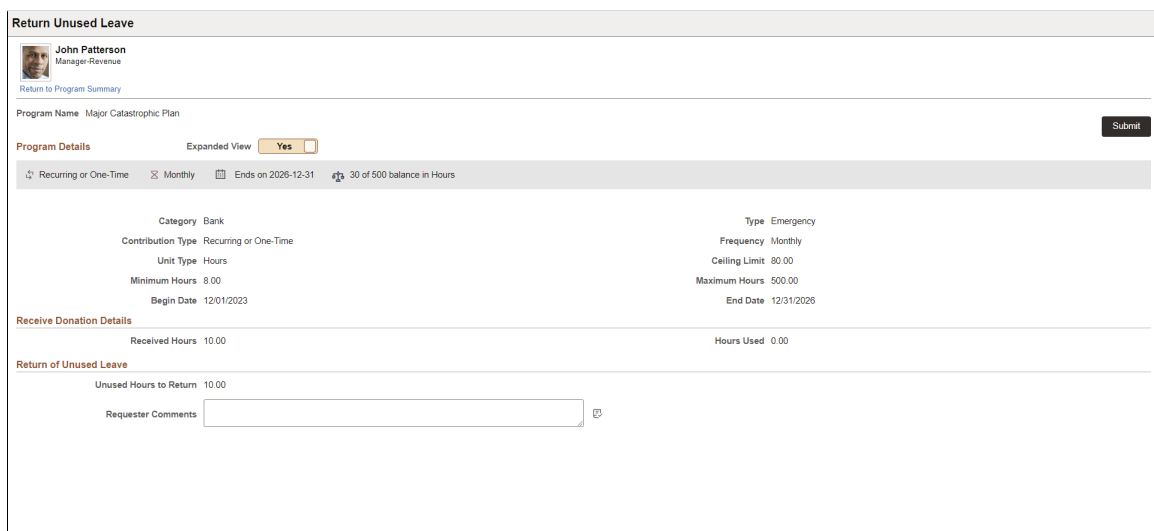 Return Unused Leave
John Patterson
Manager-Revenue
Return to Program Summary
Program Name Major Catastrophic Plan
Submit
Program Details Expanded View Yes
Recurring or One-Time Monthly Ends on 2026-12-31 30 of 500 balance in Hours
Category Bank Type Emergency
Contribution Type Recurring or One-Time Frequency Monthly
Unit Type Hours Ceiling Limit 80.00
Minimum Hours 8.00 Maximum Hours 500.00
Begin Date 12/01/2023 End Date 12/31/2026
Receive Donation Details
Received Hours 10.00 Hours Used 0.00
Return of Unused Leave
Unused Hours to Return 10.00
Requester Comments